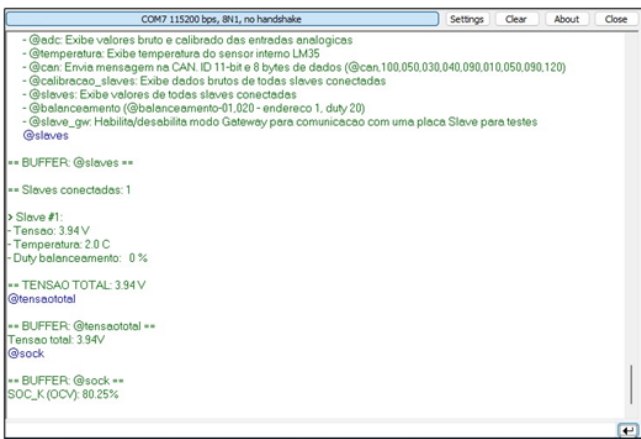 COM7 115200 bps, 8N1, no handshake
Settings
Clear
About
Close
- @adc: Exibe valores bruto e calibrado das entradas analogicas
- @temperatura: Exibe temperatura do sensor interno LM35
- @can: Envia mensagem na CAN. ID 11-bit e 8 bytes de dados (@can,100,050,030,040,090,010,050,090,120)
- @calibracao_slaves: Exibe dados brutos de todas slaves conectadas
- @slaves: Exibe valores de todas slaves conectadas
- @balanceamento (@balanceamento-01,020 - endereco 1, duty 20)
- @slave_gw: Habilita/desabilita modo Gateway para comunicacao com uma placa Slave para testes
@slaves
== BUFFER: @slaves ==
== Slaves conectadas: 1
> Slave #1:
- Tensao: 3.94 V
- Temperatura: 2.0 C
- Duty balanceamento: 0 %
== TENSAO TOTAL: 3.94 V
@tensaototal
== BUFFER: @tensaototal ==
Tensao total: 3.94V
@sock
== BUFFER: @sock ==
SOC_K (OCV): 80.25%